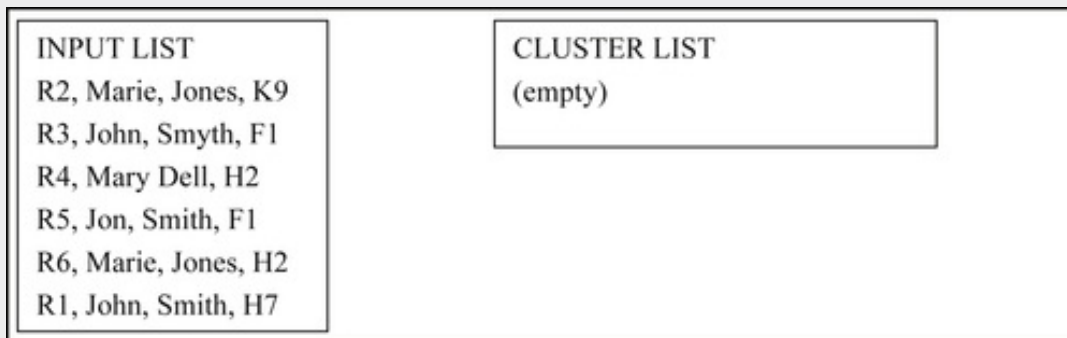 INPUT LIST
R2, Marie, Jones, K9
R3, John, Smyth, F1
R4, Mary Dell, H2
R5, Jon, Smith, F1
R6, Marie, Jones, H2
R1, John, Smith, H7
CLUSTER LIST
(empty)